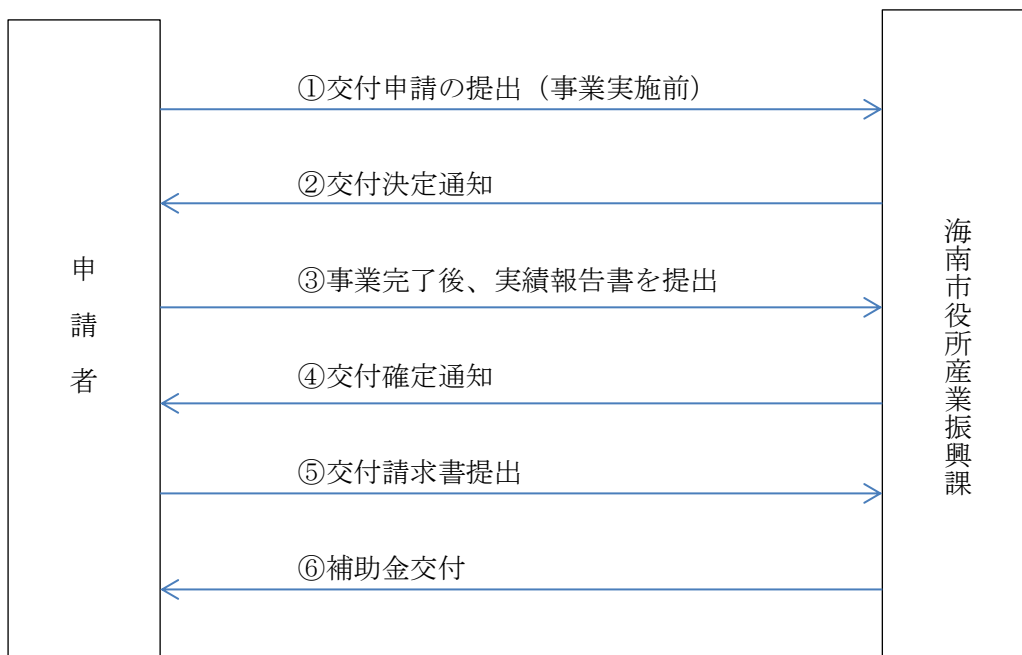 ①交付申請の提出（事業実施前）
②交付決定通知
③事業完了後、実績報告書を提出
④交付確定通知
⑤交付請求書提出
⑥補助金交付
申請者
海南市役所産業振興課